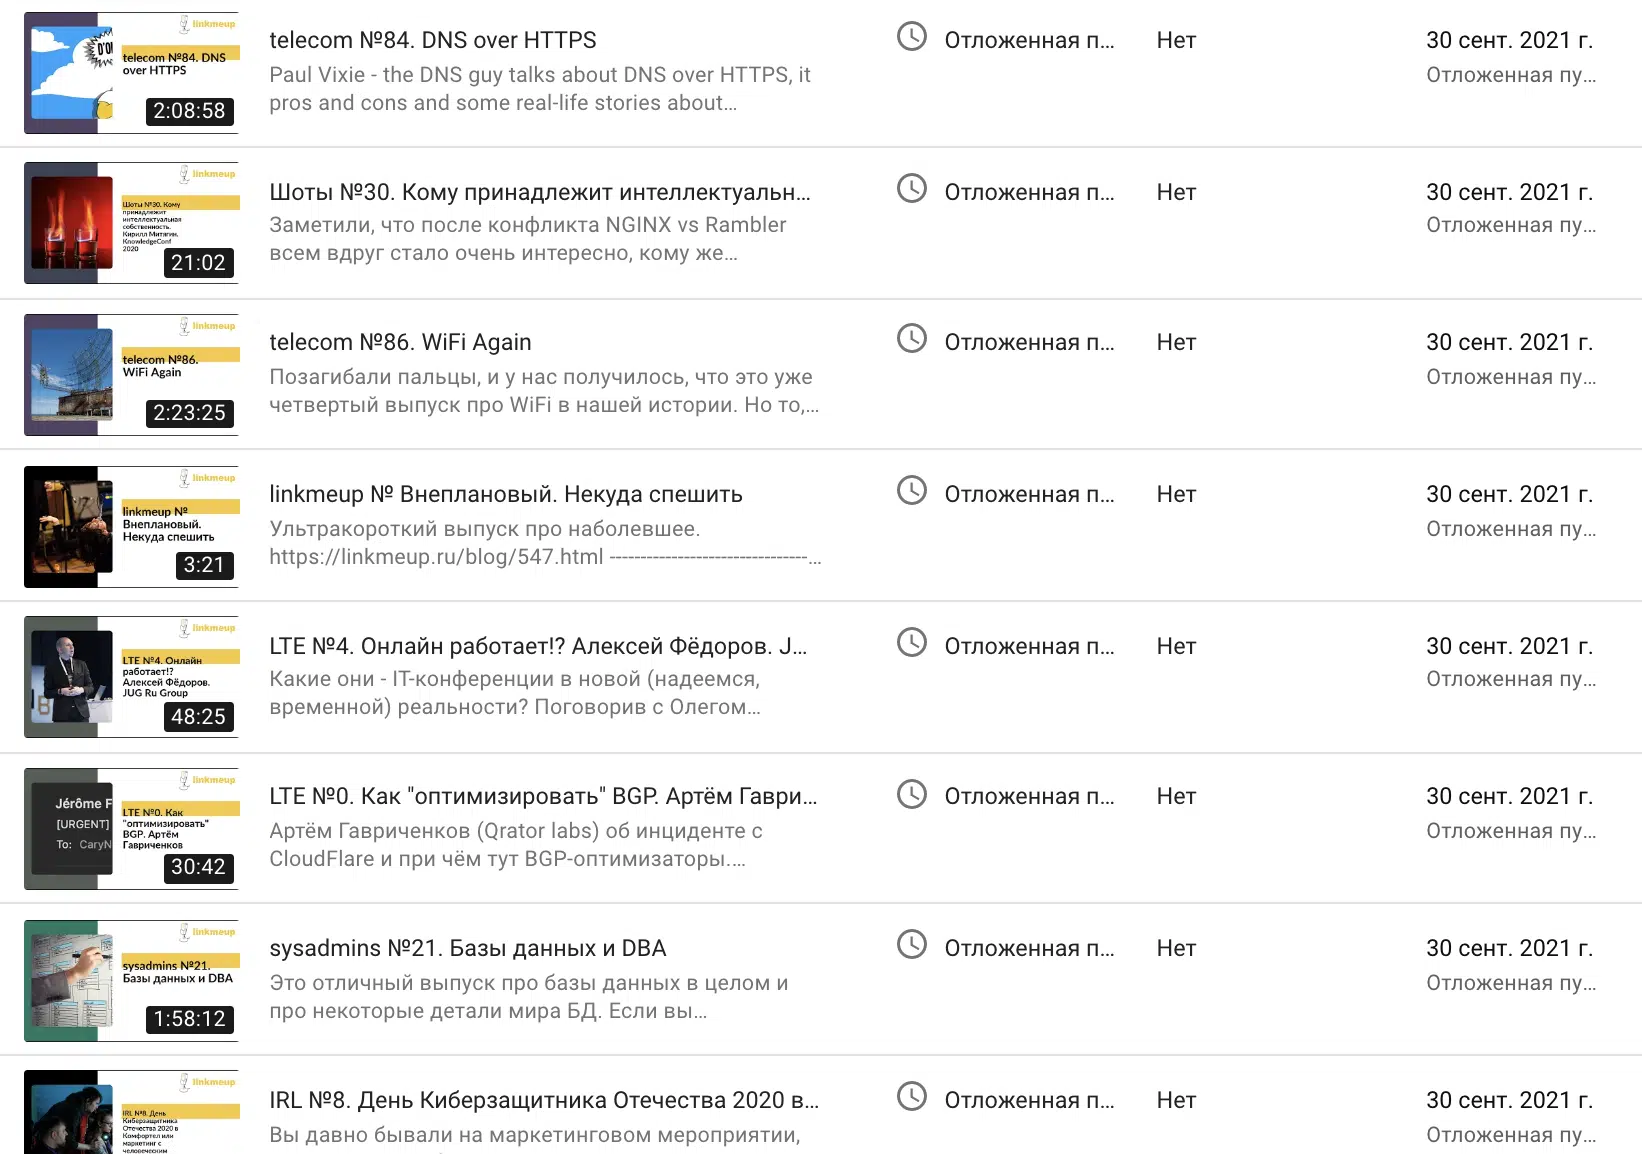 linkmeup
D'O
telecom №84. DNS
over HTTPS
2:08:58
telecom №84. DNS over HTTPS
Paul Vixie - the DNS guy talks about DNS over HTTPS, it
pros and cons and some real-life stories about...
Отложенная п...
Нет
30 сент. 2021 г.
Отложенная пу...
linkmeup
Шоты №30. Кому
принадлежит
интеллектуальная
собственность.
Кирилл Митягин.
KnowledgeConf
2020
21:02
Шоты №30. Кому принадлежит интеллектуальн...
Заметили, что после конфликта NGINX vs Rambler
всем вдруг стало очень интересно, кому же...
Отложенная п...
Нет
30 сент. 2021 г.
Отложенная пу...
linkmeup
telecom №86.
WiFi Again
2:23:25
telecom №86. WiFi Again
Позагибали пальцы, и у нас получилось, что это уже
четвертый выпуск про WiFi в нашей истории. Но то,...
Отложенная п...
Нет
30 сент. 2021 г.
Отложенная пу...
linkmeup
linkmeup №
Внеплановый.
Некуда спешить
3:21
linkmeup № Внеплановый. Некуда спешить
Ультракороткий выпуск про наболевшее.
https://linkmeup.ru/blog/547.html --------------------------------...
Отложенная п...
Нет
30 сент. 2021 г.
Отложенная пу...
linkmeup
LTE №4. Онлайн
работает!?
Алексей Фёдоров.
JUG Ru Group
48:25
LTE №4. Онлайн работает!? Алексей Фёдоров. J...
Какие они - IT-конференции в новой (надеемся,
временной) реальности? Поговорив с Олегом...
Отложенная п...
Нет
30 сент. 2021 г.
Отложенная пу...
linkmeup
Jérôme F
[URGENT]
To: CaryN
LTE №0. Как
"оптимизировать"
BGP. Артём
Гавриченков
30:42
LTE №0. Как "оптимизировать" BGP. Артём Гаври...
Артём Гавриченков (Qrator labs) об инциденте с
CloudFlare и при чём тут BGP-оптимизаторы....
Отложенная п...
Нет
30 сент. 2021 г.
Отложенная пу...
linkmeup
sysadmins №21.
Базы данных и DBA
1:58:12
sysadmins №21. Базы данных и DBA
Это отличный выпуск про базы данных в целом и
про некоторые детали мира БД. Если вы...
Отложенная п...
Нет
30 сент. 2021 г.
Отложенная пу...
linkmeup
IRL №8. День
Киберзащитника
Отечества 2020 в
Комфортел или
маркетинг с
человеческим
IRL №8. День Киберзащитника Отечества 2020 в...
Вы давно бывали на маркетинговом мероприятии,
Отложенная п...
Нет
30 сент. 2021 г.
Отложенная пу...